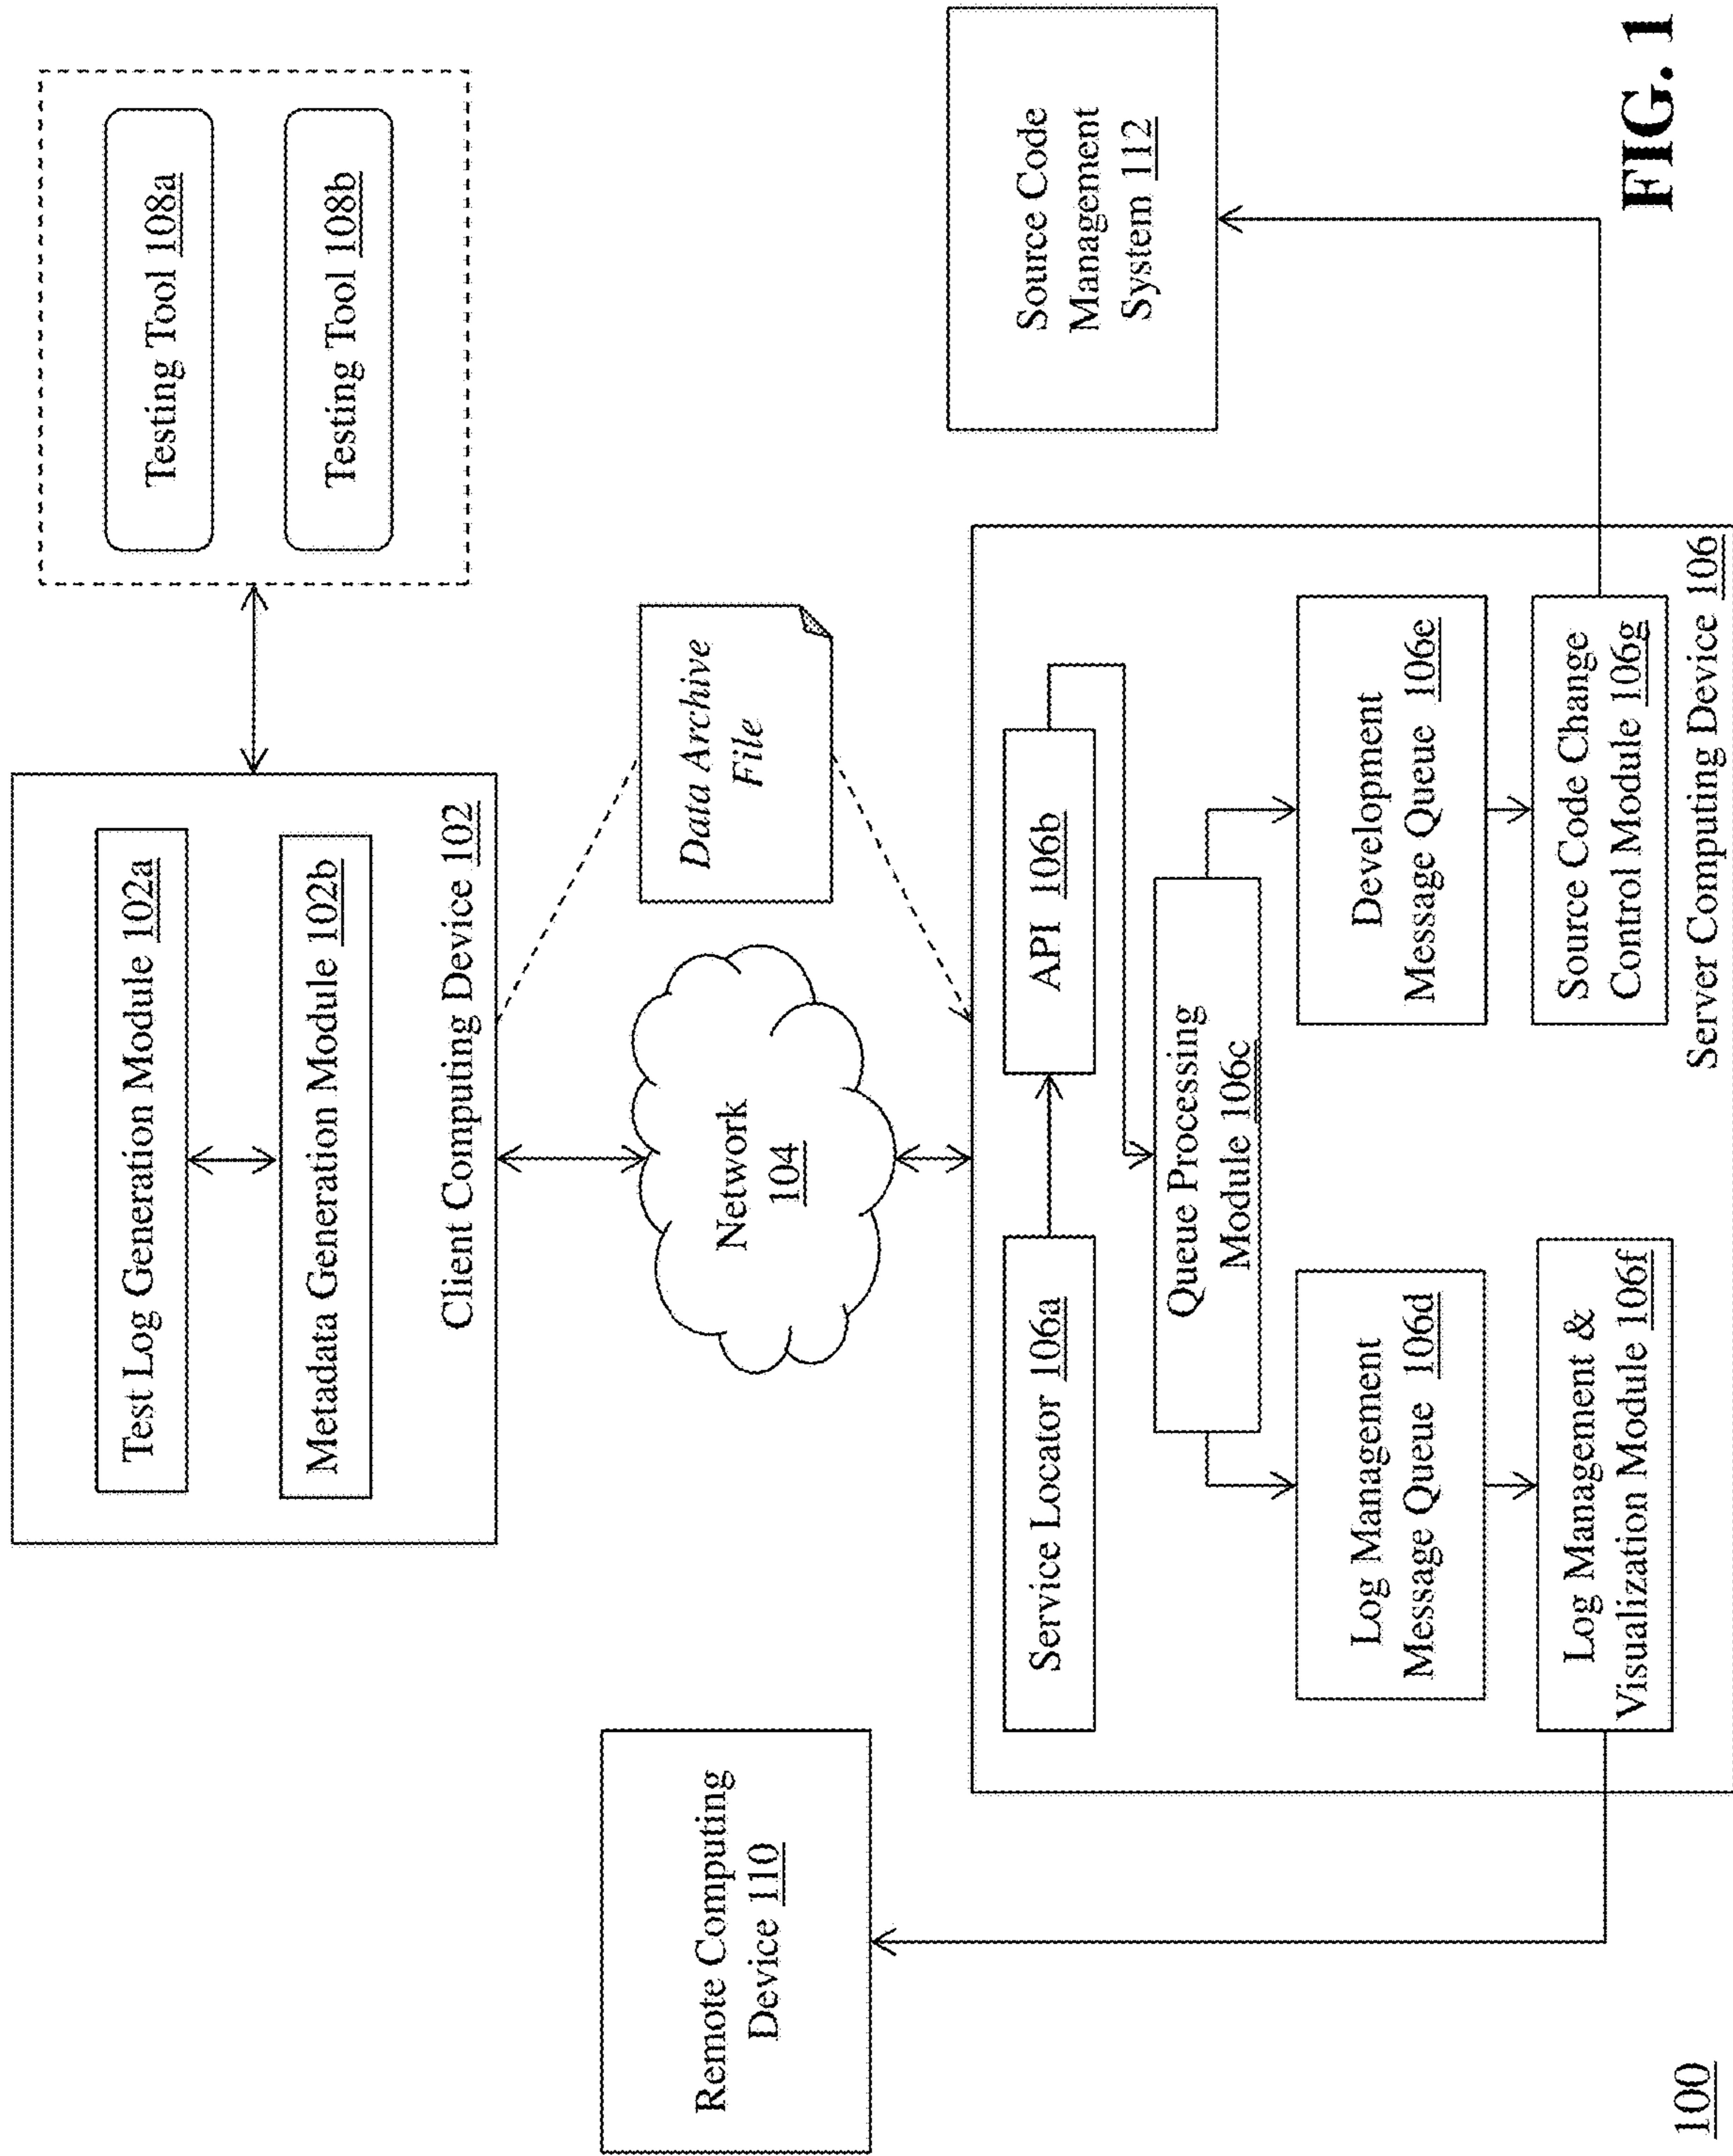 Test Log Generation Module 102a
Metadata Generation Module 102b
Client Computing Device 102
Testing Tool 108a
Testing Tool 108b
Remote Computing
Device 110
Network
104
Data Archive
File
Source Code
Management
System 112
Service Locator 106a
API 106b
Queue Processing
Module 106c
Log Management
Message Queue 106d
Development
Message Queue 106e
Log Management &
Visualization Module 106f
Source Code Change
Control Module 106g
Server Computing Device 106
100
FIG. 1